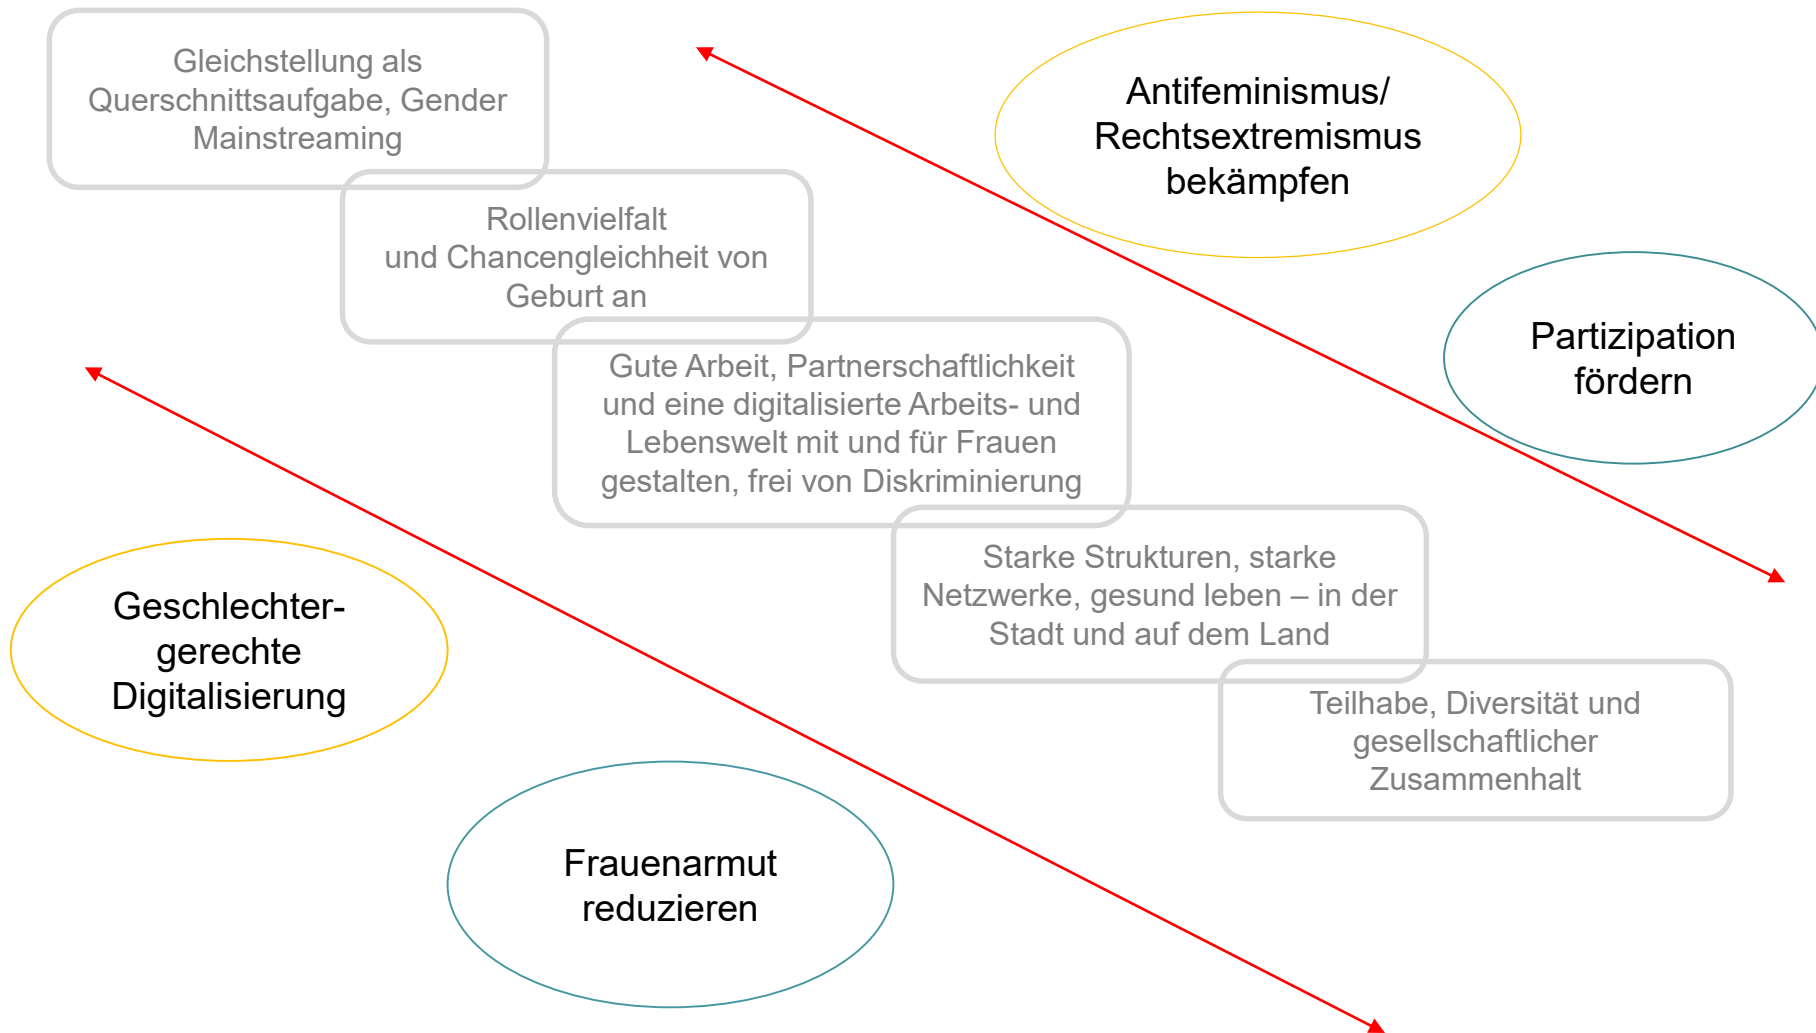 Gleichstellung als
Querschnittsaufgabe, Gender
Mainstreaming
Antifeminismus/
Rechtsextremismus
bekämpfen
Rollenvielfalt
und Chancengleichheit von
Geburt an
Partizipation
fördern
Gute Arbeit, Partnerschaftlichkeit
und eine digitalisierte Arbeits- und
Lebenswelt mit und für Frauen
gestalten, frei von Diskriminierung
Starke Strukturen, starke
Netzwerke, gesund leben – in der
Stadt und auf dem Land
Geschlechter-
gerechte
Digitalisierung
Teilhabe, Diversität und
gesellschaftlicher
Zusammenhalt
Frauenarmut
reduzieren